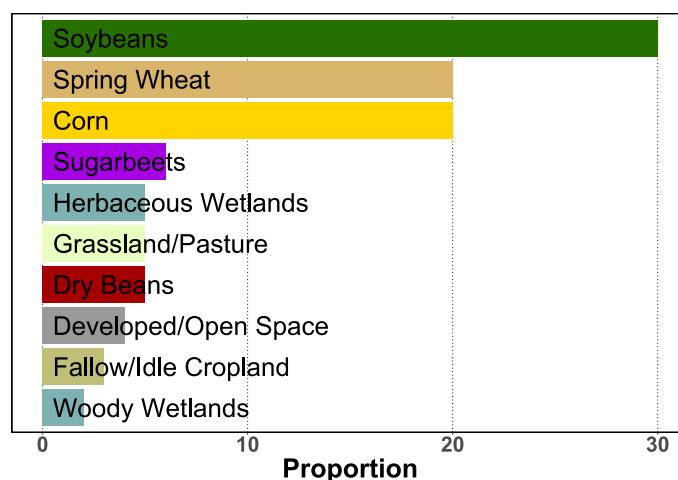 Soybeans
Spring Wheat
Corn
Sugarbeets
Herbaceous Wetlands
Grassland/Pasture
Dry Beans
Developed/Open Space
Fallow/Idle Cropland
Woody Wetlands
0 10 20 30
Proportion